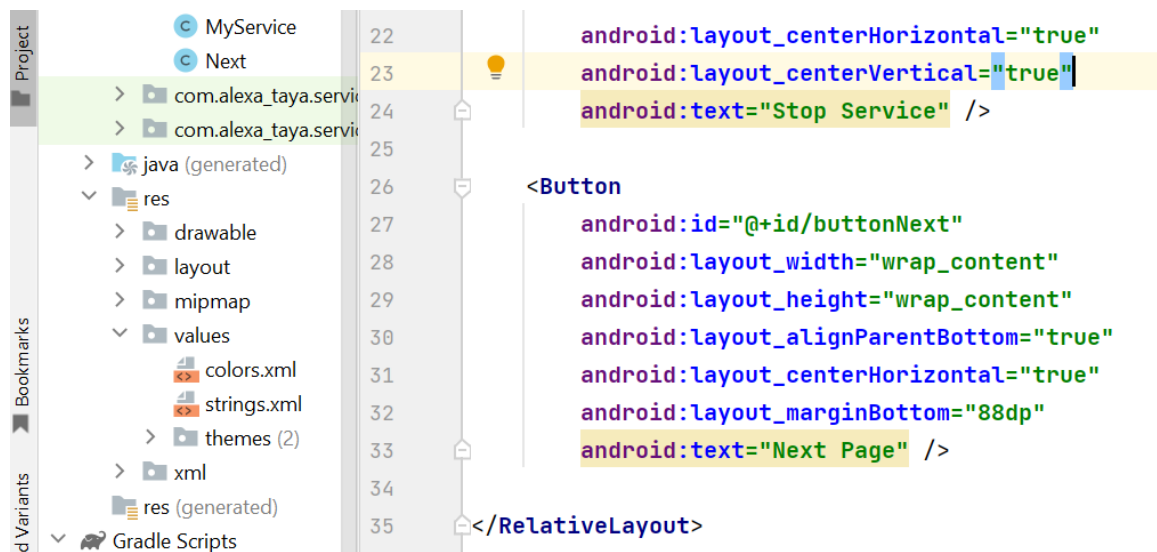 Project
Bookmarks
d Variants
MyService
Next
com.alexa_taya.servic
com.alexa_taya.servic
java (generated)
res
drawable
layout
mipmap
values
colors.xml
strings.xml
themes (2)
xml
res (generated)
Gradle Scripts
22 android:layout_centerHorizontal="true"
23 android:layout_centerVertical="true"
24 android:text="Stop Service" />
25
26 <Button
27 android:id="@+id/buttonNext"
28 android:layout_width="wrap_content"
29 android:layout_height="wrap_content"
30 android:layout_alignParentBottom="true"
31 android:layout_centerHorizontal="true"
32 android:layout_marginBottom="88dp"
33 android:text="Next Page" />
34
35 </RelativeLayout>